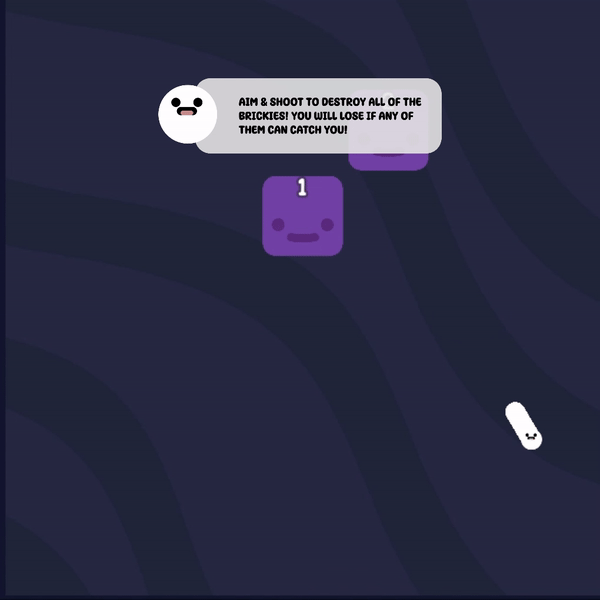 AIM & SHOOT TO DESTROY ALL OF THE
BRICKIES! YOU WILL LOSE IF ANY OF
THEM CAN CATCH YOU!
1